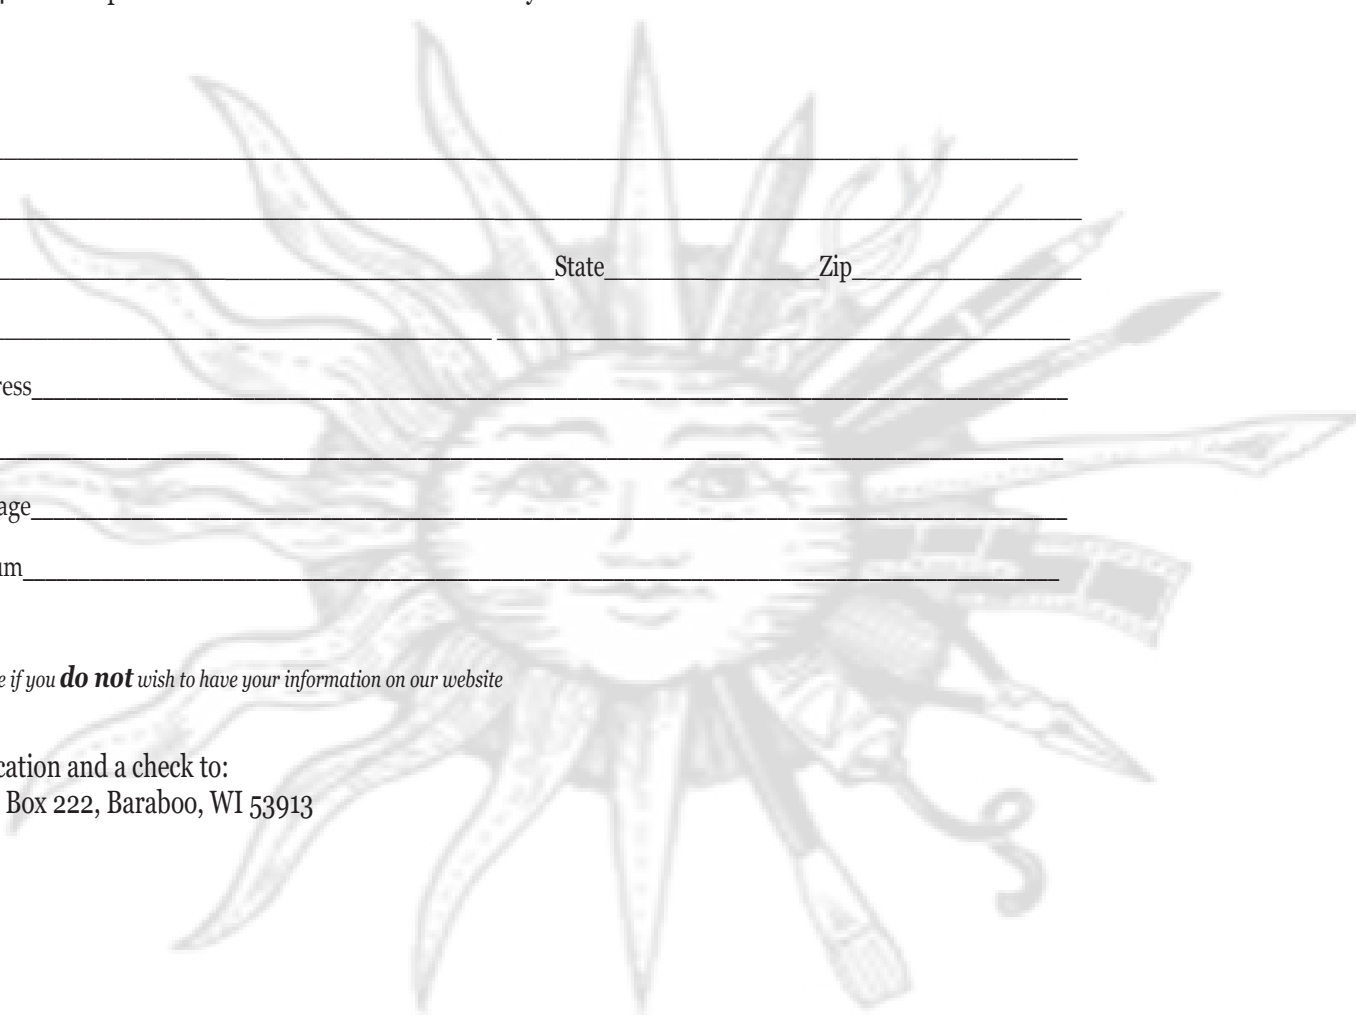 State Zip
ress
age
um
e if you do not wish to have your information on our website
cation and a check to:
Box 222, Baraboo, WI 53913